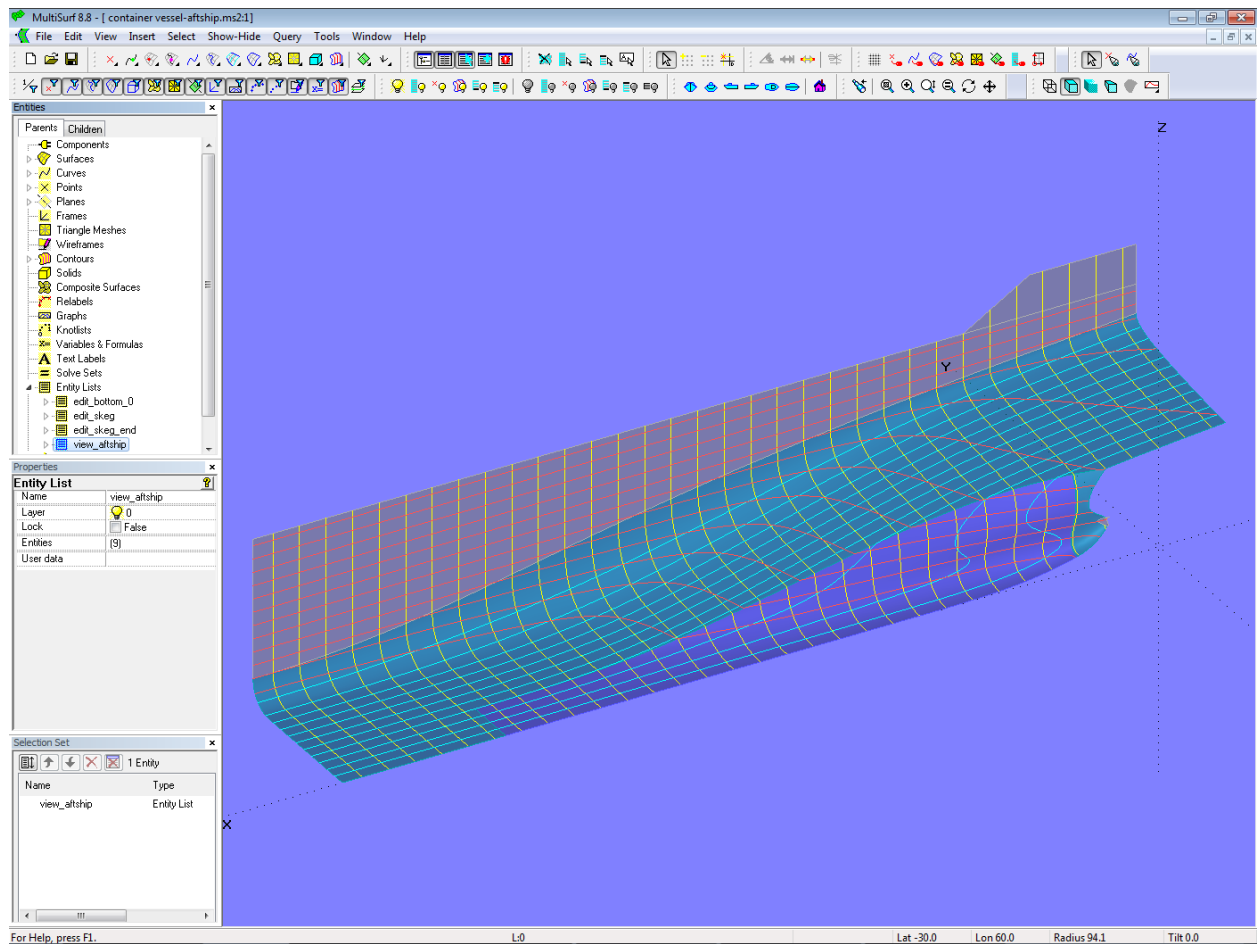 MultiSurf 8.8 - [ container vessel-aftship.ms2:1]
File Edit View Insert Select Show-Hide Query Tools Window Help
Entities
Parents Children
Components
Surfaces
Curves
Points
Planes
Frames
Triangle Meshes
Wireframes
Contours
Solids
Composite Surfaces
Relabels
Graphs
Knotlists
Variables & Formulas
Text Labels
Solve Sets
Entity Lists
edit_bottom_0
edit_skeg
edit_skeg_end
view_aftship
Properties
Entity List
Name view_aftship
Layer 0
Lock False
Entities (9)
User data
Selection Set
1 Entity
Name Type
view_aftship Entity List
Z
Y
X
For Help, press F1. L:0 Lat -30.0 Lon 60.0 Radius 94.1 Tilt 0.0